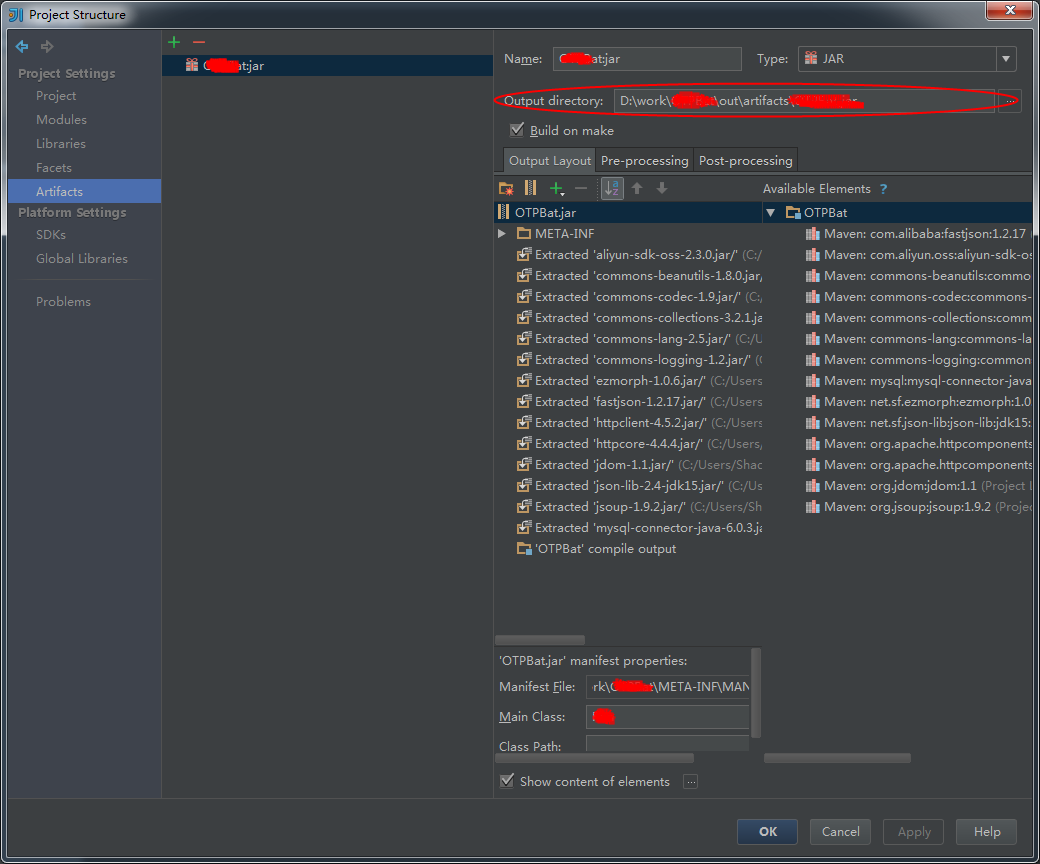 Project Structure
Project Settings
Project
Modules
Libraries
Facets
Artifacts
Platform Settings
SDKs
Global Libraries
Problems
:jar
Name: :jar Type: JAR
Output directory: D:\work\ \out\artifacts\
Build on make
Output Layout Pre-processing Post-processing
Available Elements ?
OTPBat.jar
META-INF
Extracted 'aliyun-sdk-oss-2.3.0.jar/' (C:/
Extracted 'commons-beanutils-1.8.0.jar/
Extracted 'commons-codec-1.9.jar/' (C:/
Extracted 'commons-collections-3.2.1.ja
Extracted 'commons-lang-2.5.jar/' (C:/U
Extracted 'commons-logging-1.2.jar/' (
Extracted 'ezmorph-1.0.6.jar/' (C:/Users
Extracted 'fastjson-1.2.17.jar/' (C:/Users
Extracted 'httpclient-4.5.2.jar/' (C:/Users
Extracted 'httpcore-4.4.4.jar/' (C:/Users/
Extracted 'jdom-1.1.jar/' (C:/Users/Shac
Extracted 'json-lib-2.4-jdk15.jar/' (C:/Us
Extracted 'jsoup-1.9.2.jar/' (C:/Users/Sh
Extracted 'mysql-connector-java-6.0.3.ja
'OTPBat' compile output
OTPBat
Maven: com.alibaba:fastjson:1.2.17
Maven: com.aliyun.oss:aliyun-sdk-os
Maven: commons-beanutils:commo
Maven: commons-codec:commons-
Maven: commons-collections:comm
Maven: commons-lang:commons-la
Maven: commons-logging:common
Maven: mysql:mysql-connector-java
Maven: net.sf.ezmorph:ezmorph:1.0
Maven: net.sf.json-lib:json-lib:jdk15:
Maven: org.apache.httpcomponents
Maven: org.apache.httpcomponents
Maven: org.jdom:jdom:1.1 (Project L
Maven: org.jsoup:jsoup:1.9.2 (Projec
'OTPBat.jar' manifest properties:
Manifest File: rk\ \META-INF\MAN
Main Class:
Class Path:
Show content of elements ...
OK Cancel Apply Help